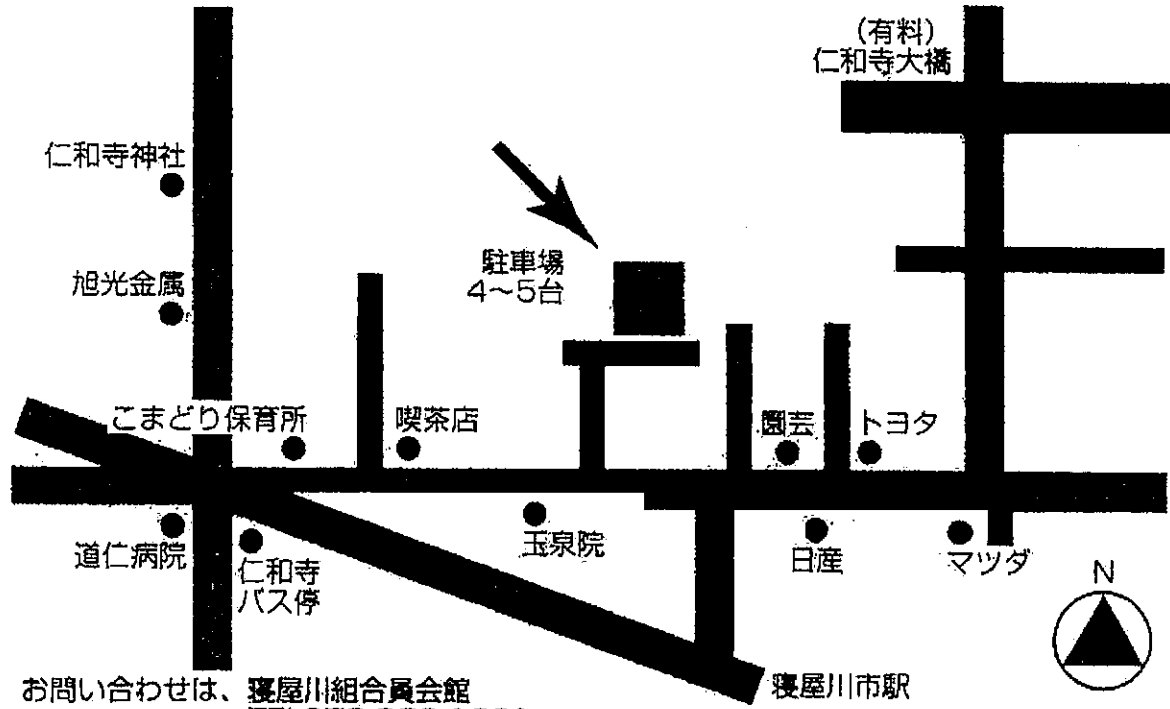 (有料)
仁和寺大橋
仁和寺神社
駐車場
4〜5台
旭光金属
こまどり保育所
喫茶店
園芸
トヨタ
道仁病院
仁和寺
バス停
玉泉院
日産
マツダ
N
お問い合わせは、寝屋川組合員会館
寝屋川市駅